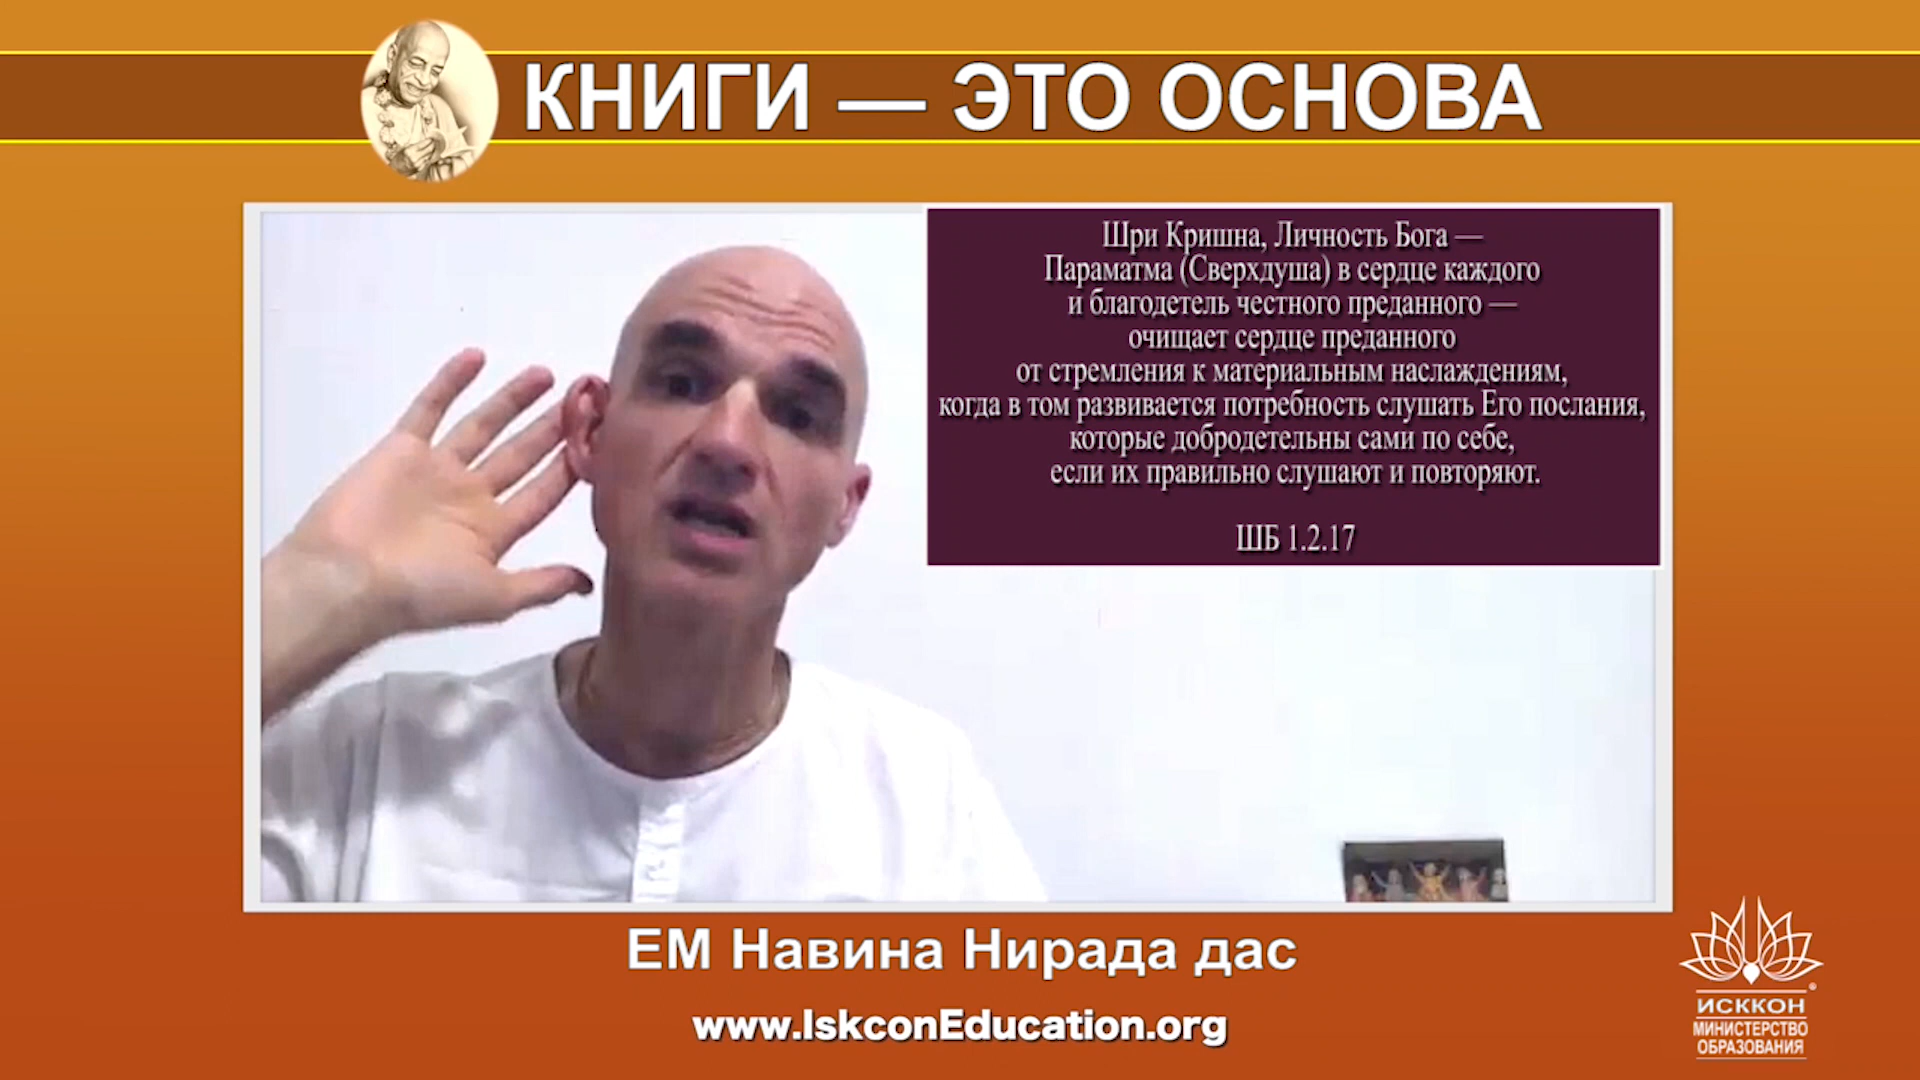 КНИГИ — ЭТО ОСНОВА
Шри Кришна, Личность Бога —
Параматма (Сверхдуша) в сердце каждого
и благодетель честного преданного —
очищает сердце преданного
от стремления к материальным наслаждениям,
когда в том развивается потребность слушать Его послания,
которые добродетельны сами по себе,
если их правильно слушают и повторяют.
ШБ 1.2.17
ЕМ Навина Нирада дас
www.IskconEducation.org
ИСККОН®
МИНИСТЕРСТВО
ОБРАЗОВАНИЯ